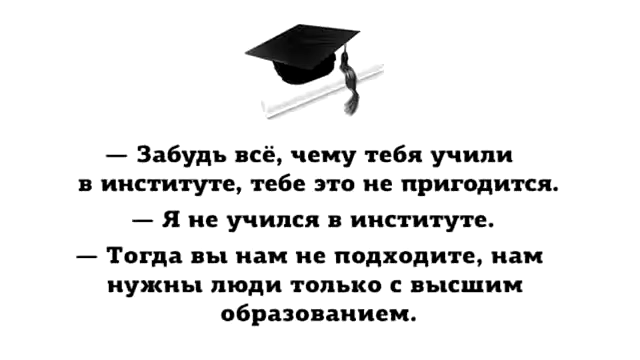 — Забудь всё, чему тебя учили
в институте, тебе это не пригодится.
— Я не учился в институте.
— Тогда вы нам не подходите, нам
нужны люди только с высшим
образованием.